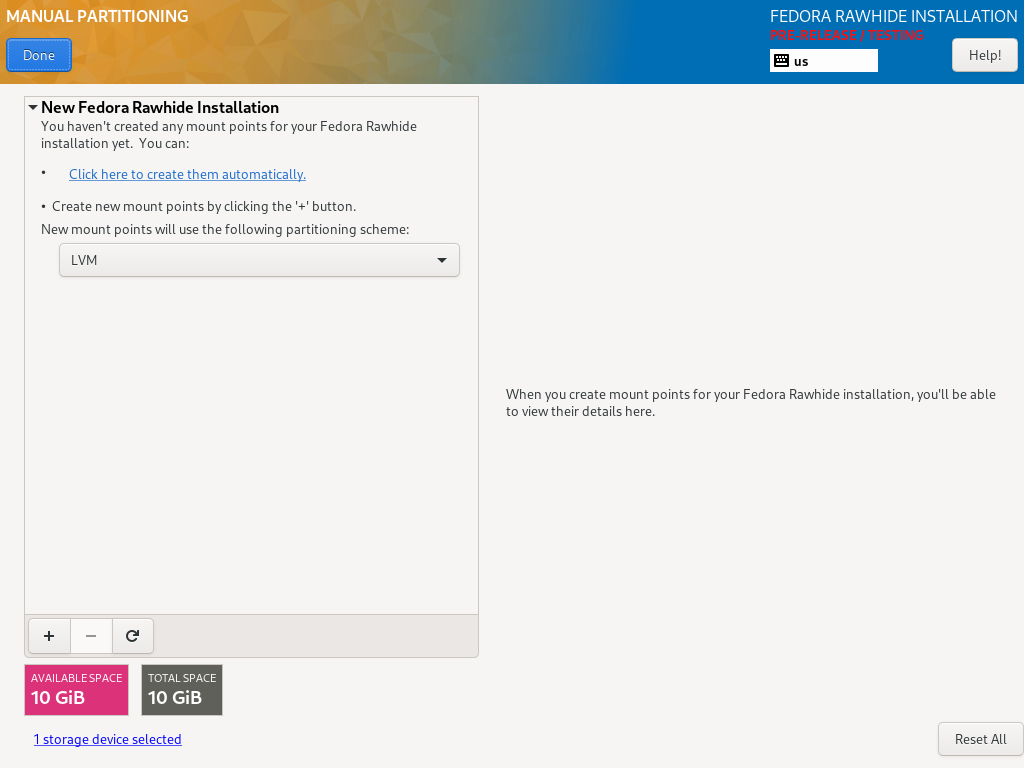 MANUAL PARTITIONING
FEDORA RAWHIDE INSTALLATION
PRE-RELEASE / TESTING
Done
us
Help!
New Fedora Rawhide Installation
You haven't created any mount points for your Fedora Rawhide
installation yet.  You can:
• Click here to create them automatically.
• Create new mount points by clicking the '+' button.
New mount points will use the following partitioning scheme:
LVM
When you create mount points for your Fedora Rawhide installation, you'll be able
to view their details here.
AVAILABLE SPACE
10 GiB
TOTAL SPACE
10 GiB
1 storage device selected
Reset All